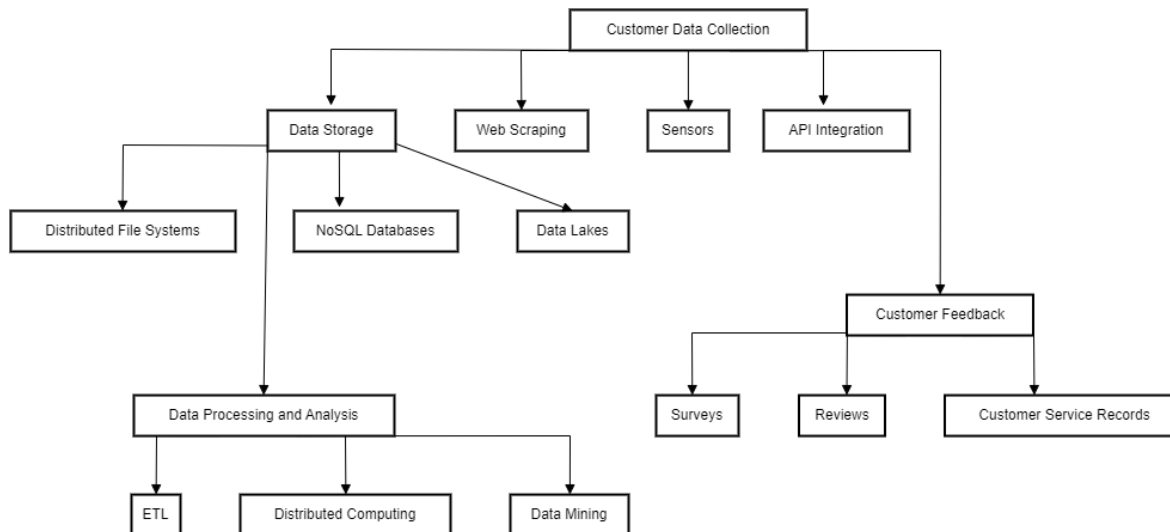 Customer Data Collection
Data Storage
Web Scraping
Sensors
API Integration
Distributed File Systems
NoSQL Databases
Data Lakes
Customer Feedback
Data Processing and Analysis
Surveys
Reviews
Customer Service Records
ETL
Distributed Computing
Data Mining